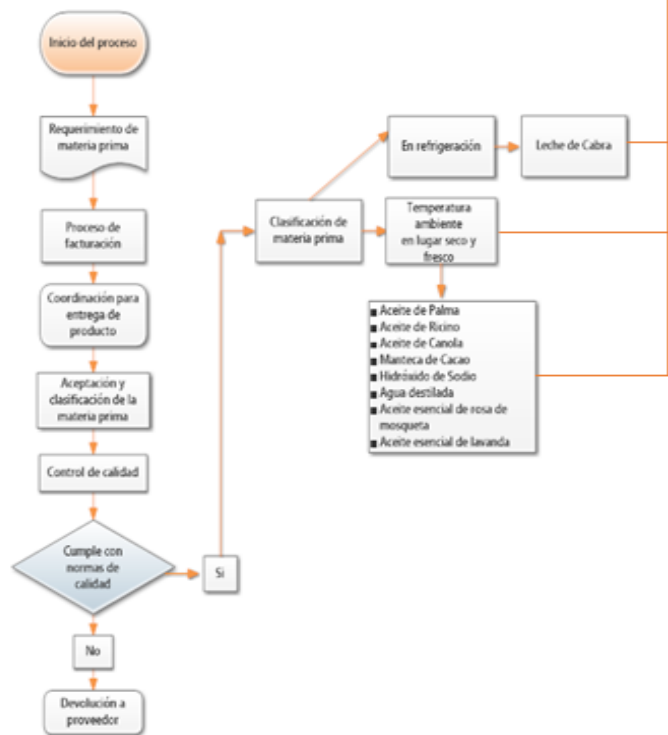 Inicio del proceso
Requerimiento de
materia prima
Proceso de
facturación
Coordinación para
entrega de
producto
Aceptación y
clasificación de la
materia prima
Control de calidad
Cumple con
normas de
calidad
Si
No
Devolución a
proveedor
Clasificación de
materia prima
En refrigeración
Leche de Cabra
Temperatura
ambiente
en lugar seco y
fresco
■ Aceite de Palma
■ Aceite de Ricino
■ Aceite de Canola
■ Manteca de Cacao
■ Hidróxido de Sodio
■ Agua destilada
■ Aceite esencial de rosa de
mosqueta
■ Aceite esencial de lavanda